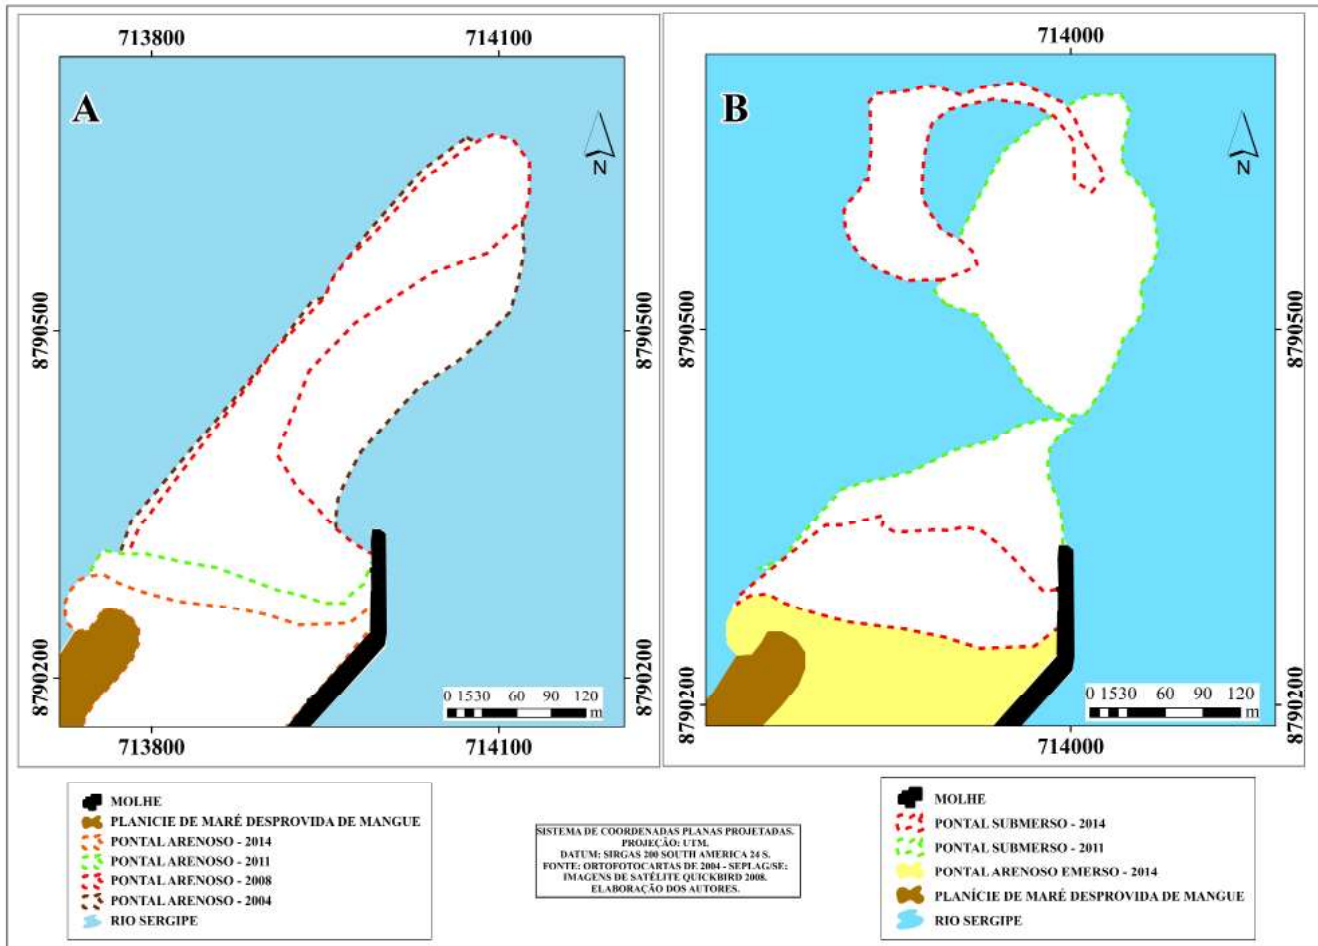 713800
714100
714000
A
B
N
N
8790500
8790500
8790500
8790500
8790200
8790200
8790200
8790200
0 1530 60 90 120
m
0 1530 60 90 120
m
713800
714100
714000
MOLHE
PLANICIE DE MARÉ DESPROVIDA DE MANGUE
PONTAL ARENOSO - 2014
PONTAL ARENOSO - 2011
PONTAL ARENOSO - 2008
PONTAL ARENOSO - 2004
RIO SERGIPE
SISTEMA DE COORDENADAS PLANAS PROJETADAS.
PROJEÇÃO: UTM.
DATUM: SIRGAS 200 SOUTH AMERICA 24 S.
FONTE: ORTOFOTOCARTAS DE 2004 - SEPLAG/SE:
IMAGENS DE SATÉLITE QUICKBIRD 2008.
ELABORAÇÃO DOS AUTORES.
MOLHE
PONTAL SUBMERSO - 2014
PONTAL SUBMERSO - 2011
PONTAL ARENOSO EMERSO - 2014
PLANÍCIE DE MARÉ DESPROVIDA DE MANGUE
RIO SERGIPE